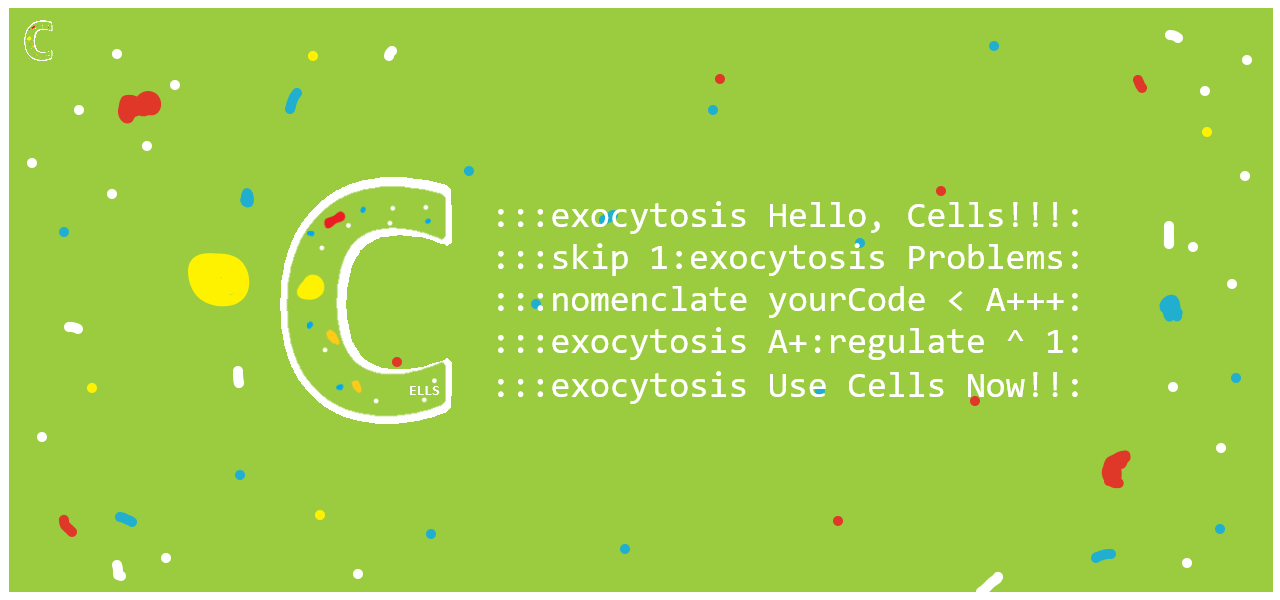 C
C
ELLS
:::exocytosis Hello, Cells!!!:
:::skip 1:exocytosis Problems:
:::nomenclate yourCode < A+++:
:::exocytosis A+:regulate ^ 1:
:::exocytosis Use Cells Now!!: